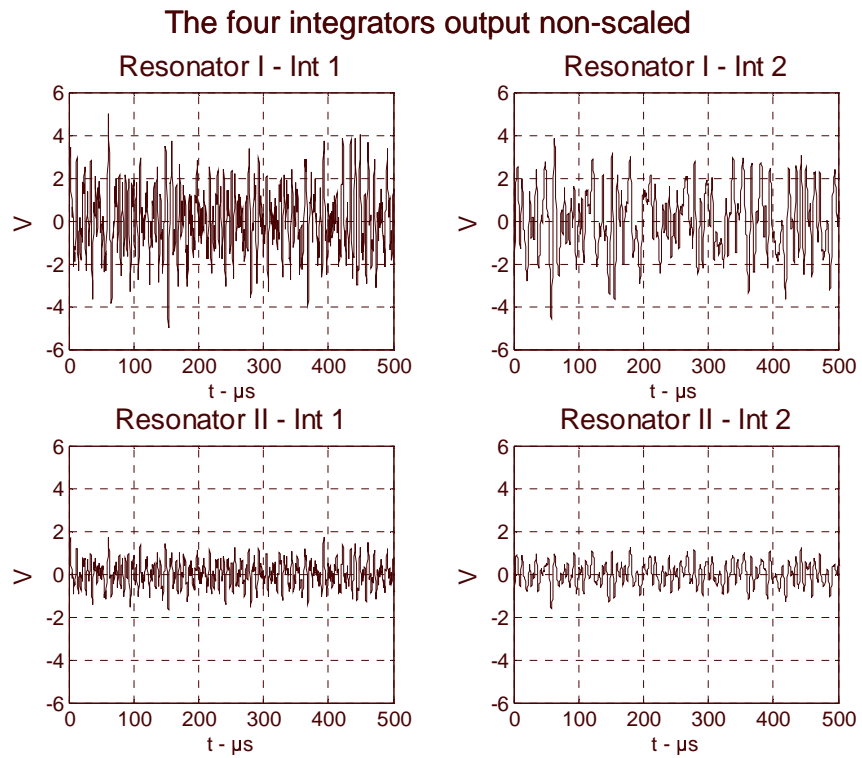 The four integrators output non-scaled
Resonator I - Int 1
6
4
2
0
-2
-4
-6
V
0 100 200 300 400 500
t - µs
Resonator I - Int 2
6
4
2
0
-2
-4
-6
V
0 100 200 300 400 500
t - µs
Resonator II - Int 1
6
4
2
0
-2
-4
-6
V
0 100 200 300 400 500
t - µs
Resonator II - Int 2
6
4
2
0
-2
-4
-6
V
0 100 200 300 400 500
t - µs